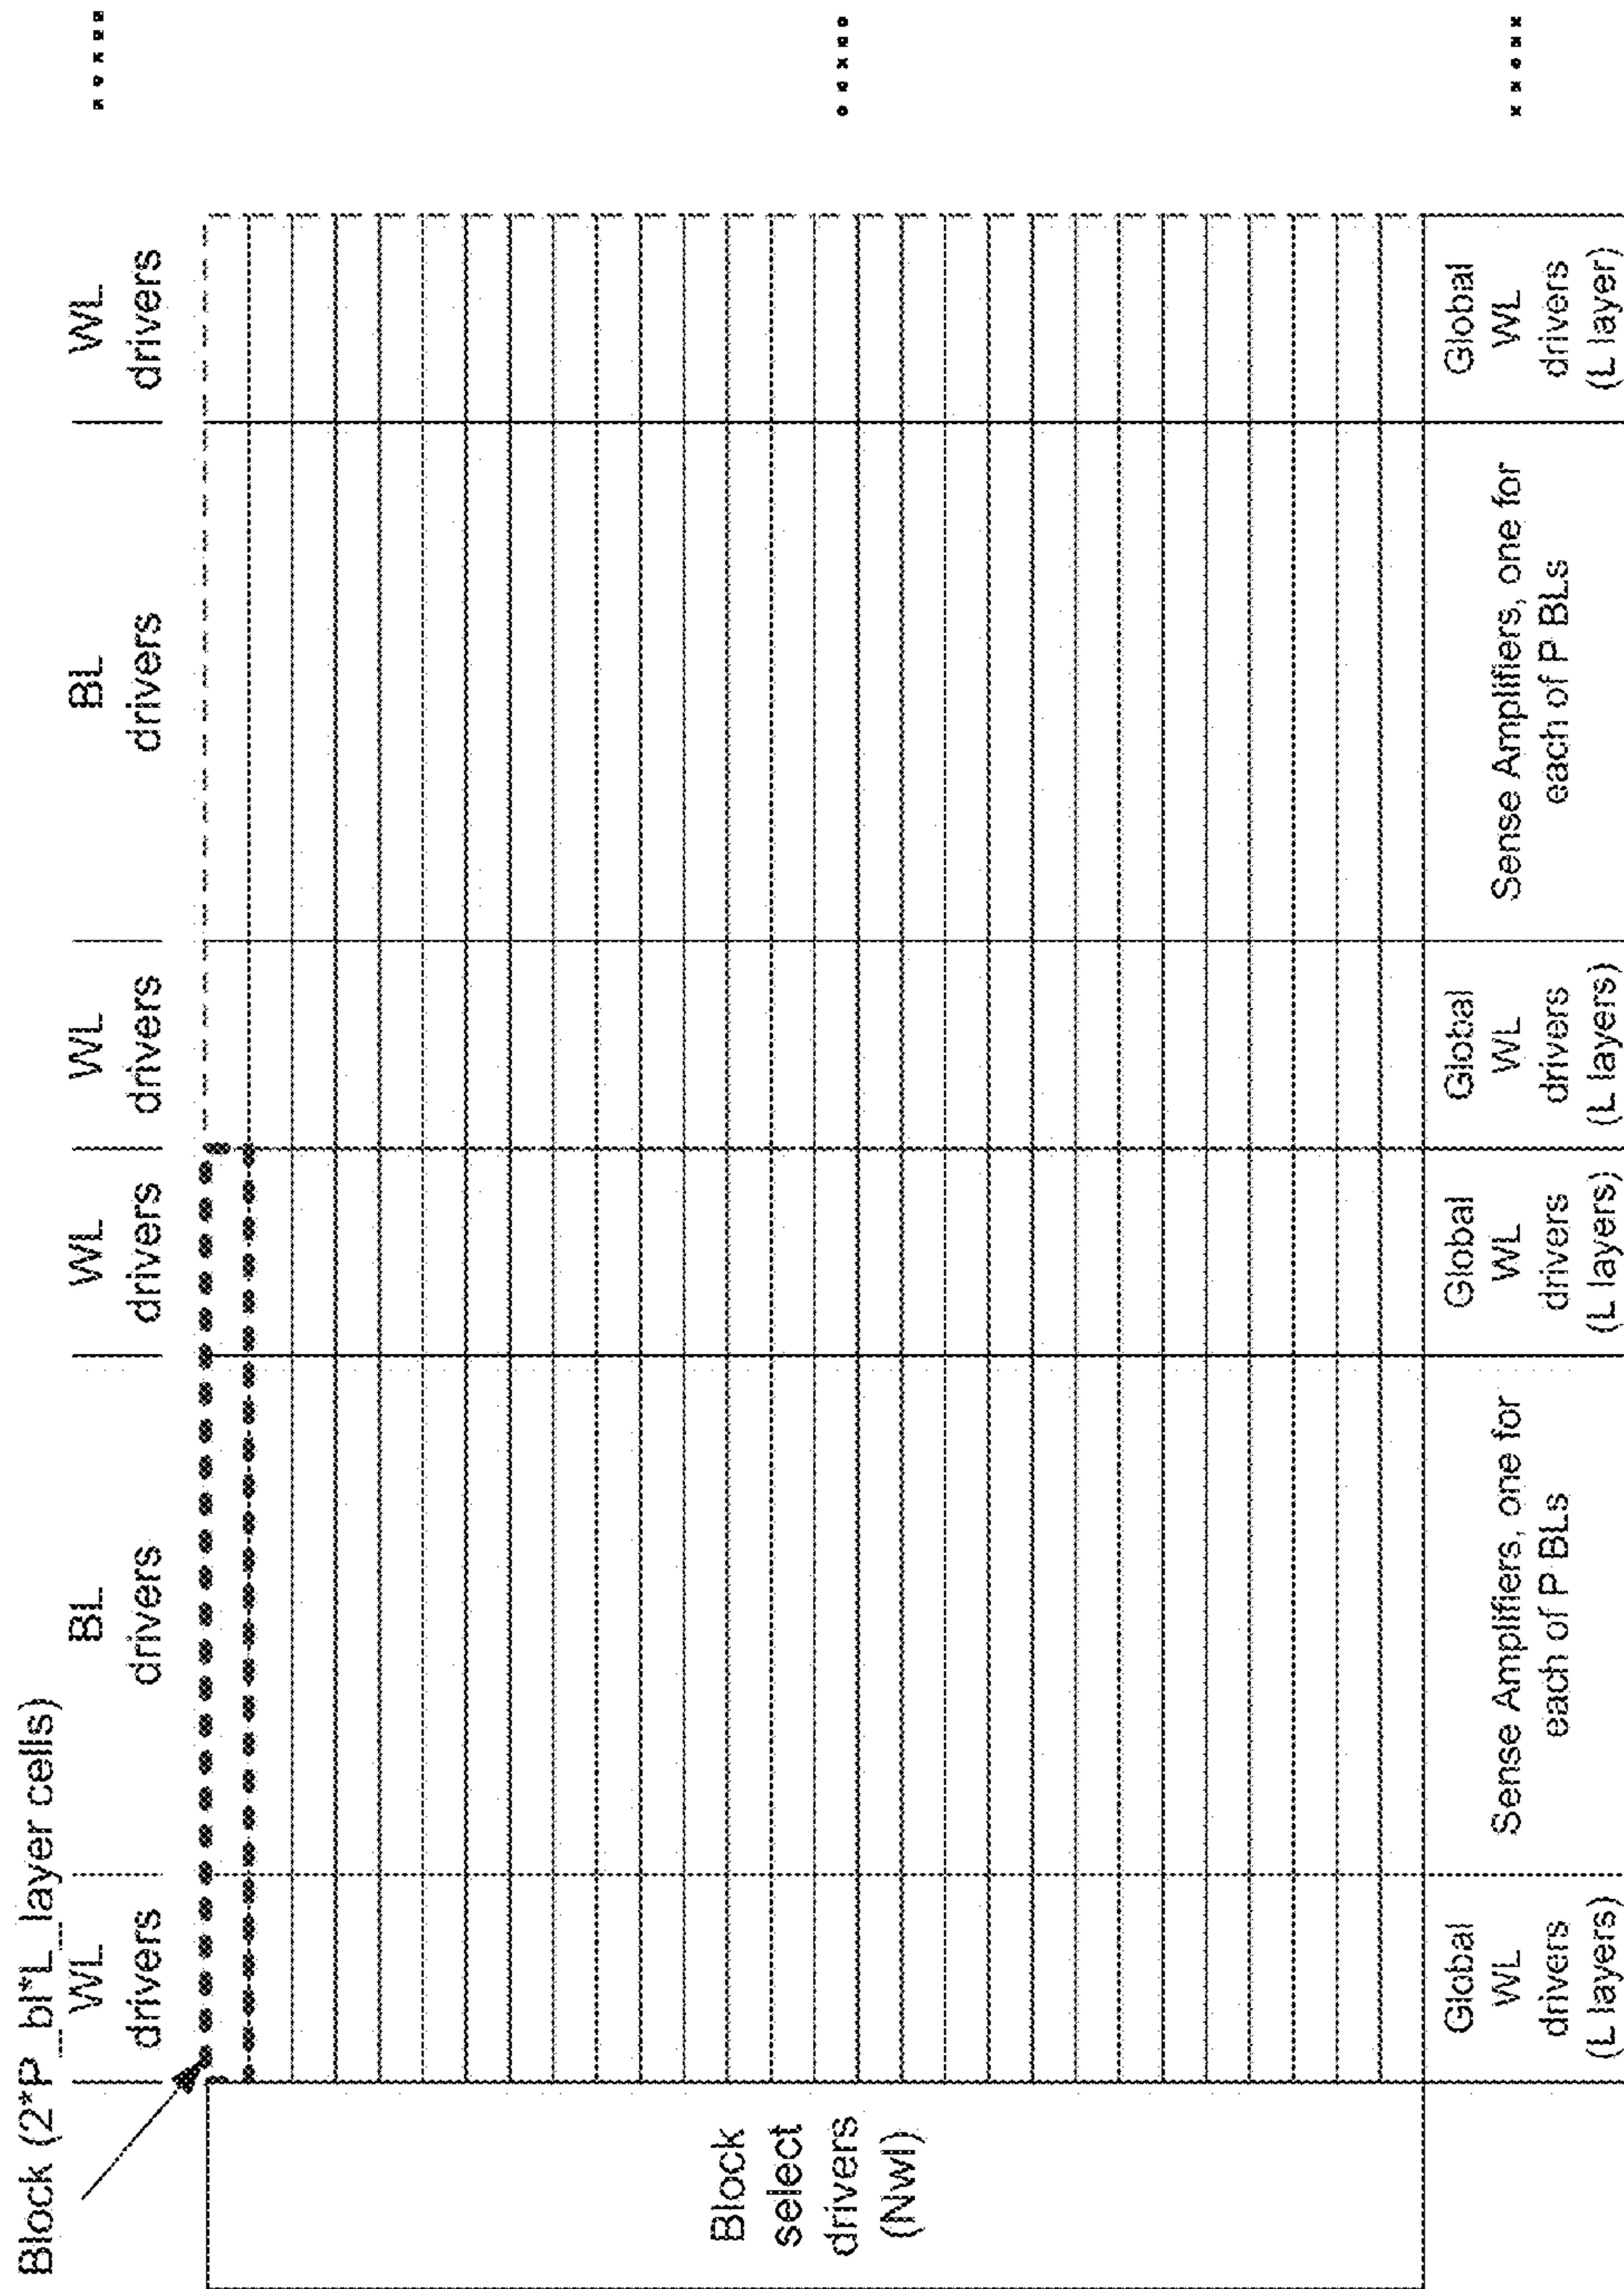 Block (2*P_bl*L_layer cells)
WL
drivers
BL
drivers
WL
drivers
WL
drivers
BL
drivers
WL
drivers
Block
select
drivers
(Nwl)
Global
WL
drivers
(L layers)
Sense Amplifiers, one for
each of P BLs
Global
WL
drivers
(L layers)
Global
WL
drivers
(L layers)
Sense Amplifiers, one for
each of P BLs
Global
WL
drivers
(L layer)